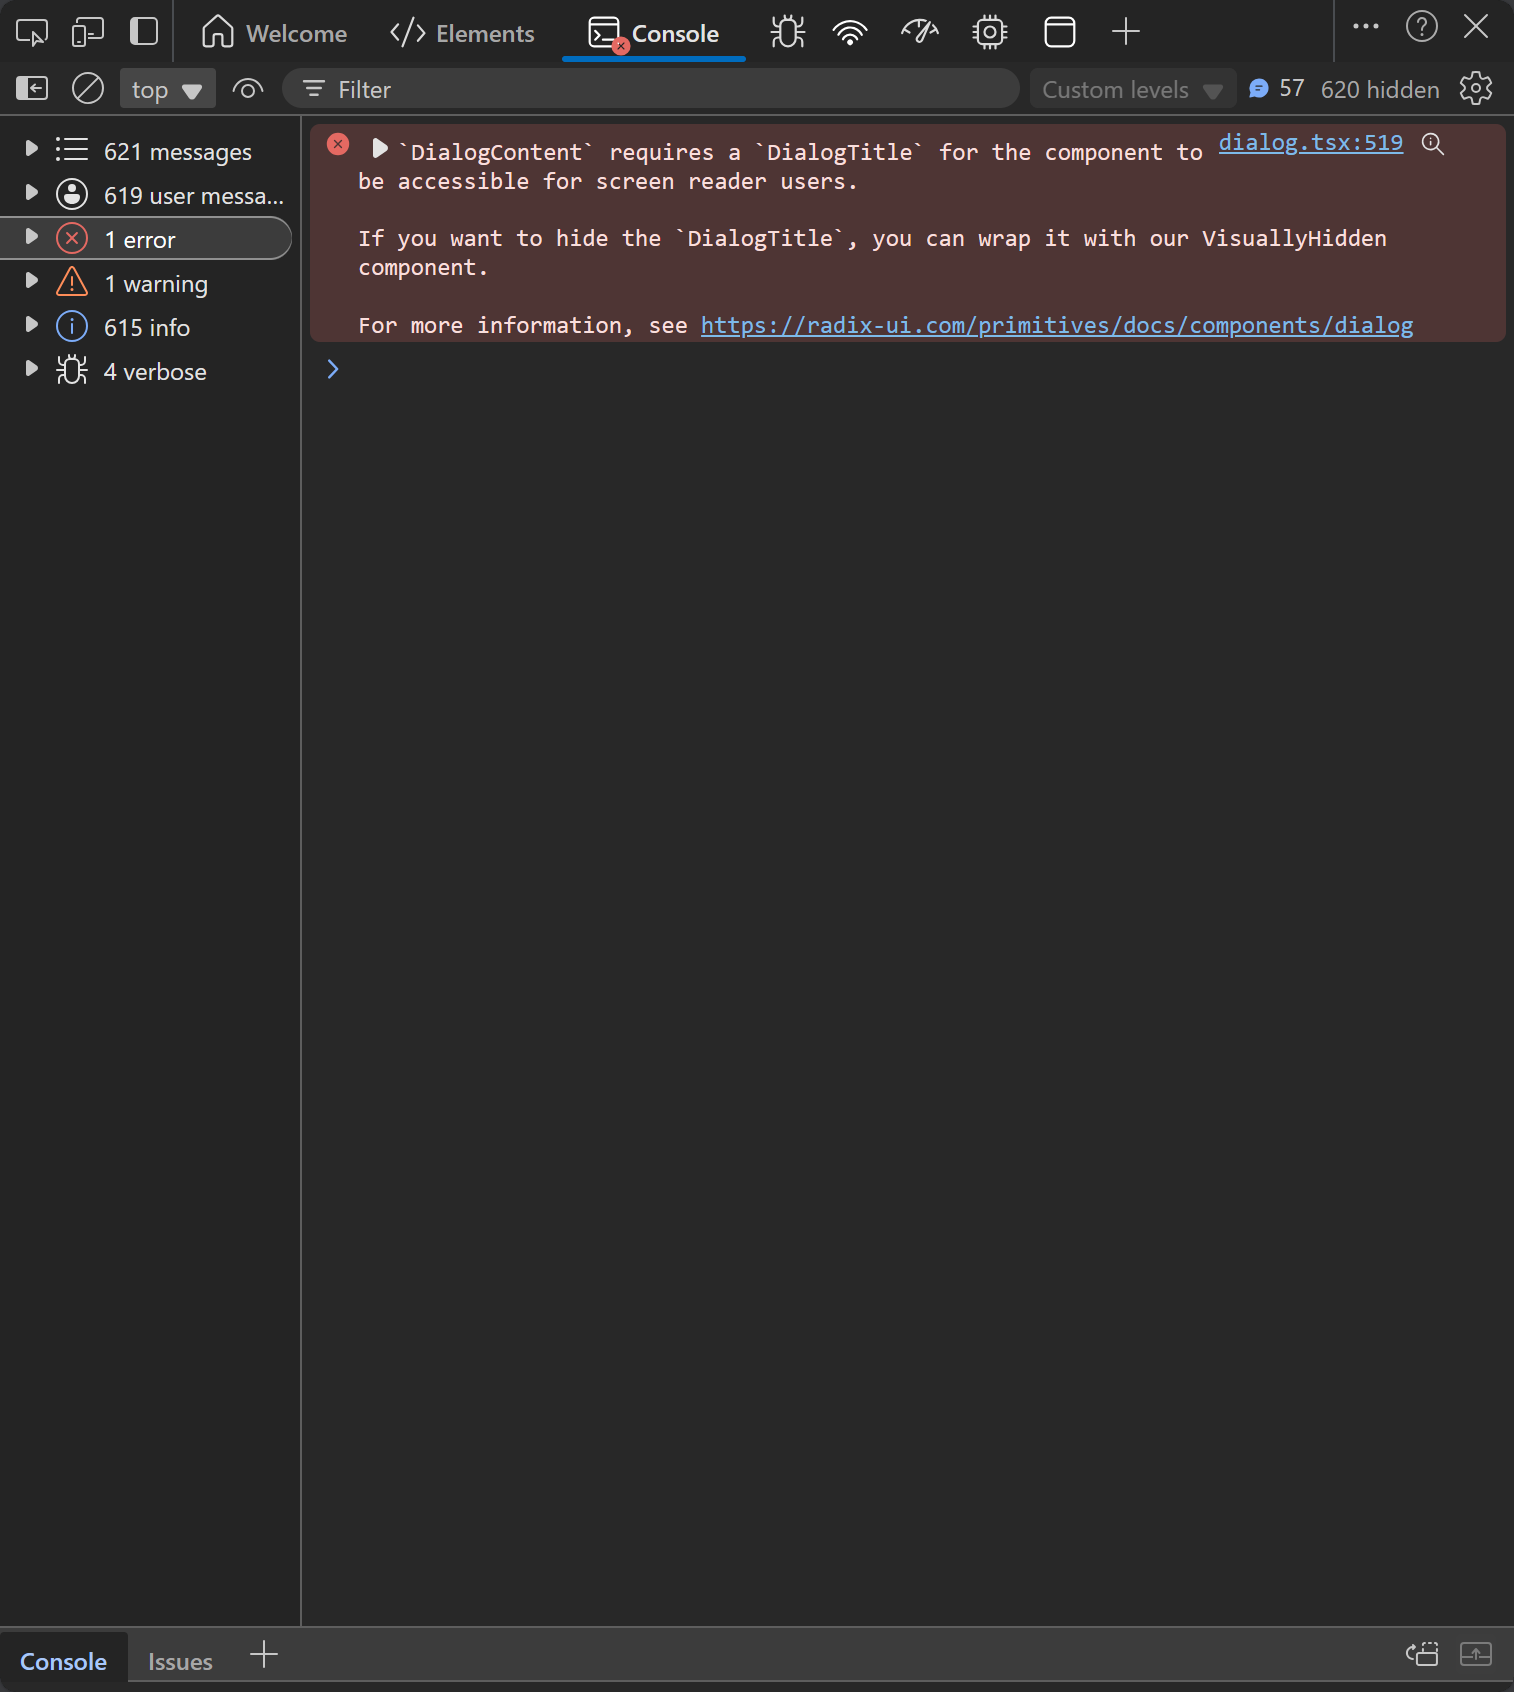 Welcome
Elements
Console
top
Filter
Custom levels
57
620 hidden
621 messages
619 user messa...
1 error
1 warning
615 info
4 verbose
`DialogContent` requires a `DialogTitle` for the component to
dialog.tsx:519
be accessible for screen reader users.
If you want to hide the `DialogTitle`, you can wrap it with our VisuallyHidden
component.
For more information, see https://radix-ui.com/primitives/docs/components/dialog
Console
Issues